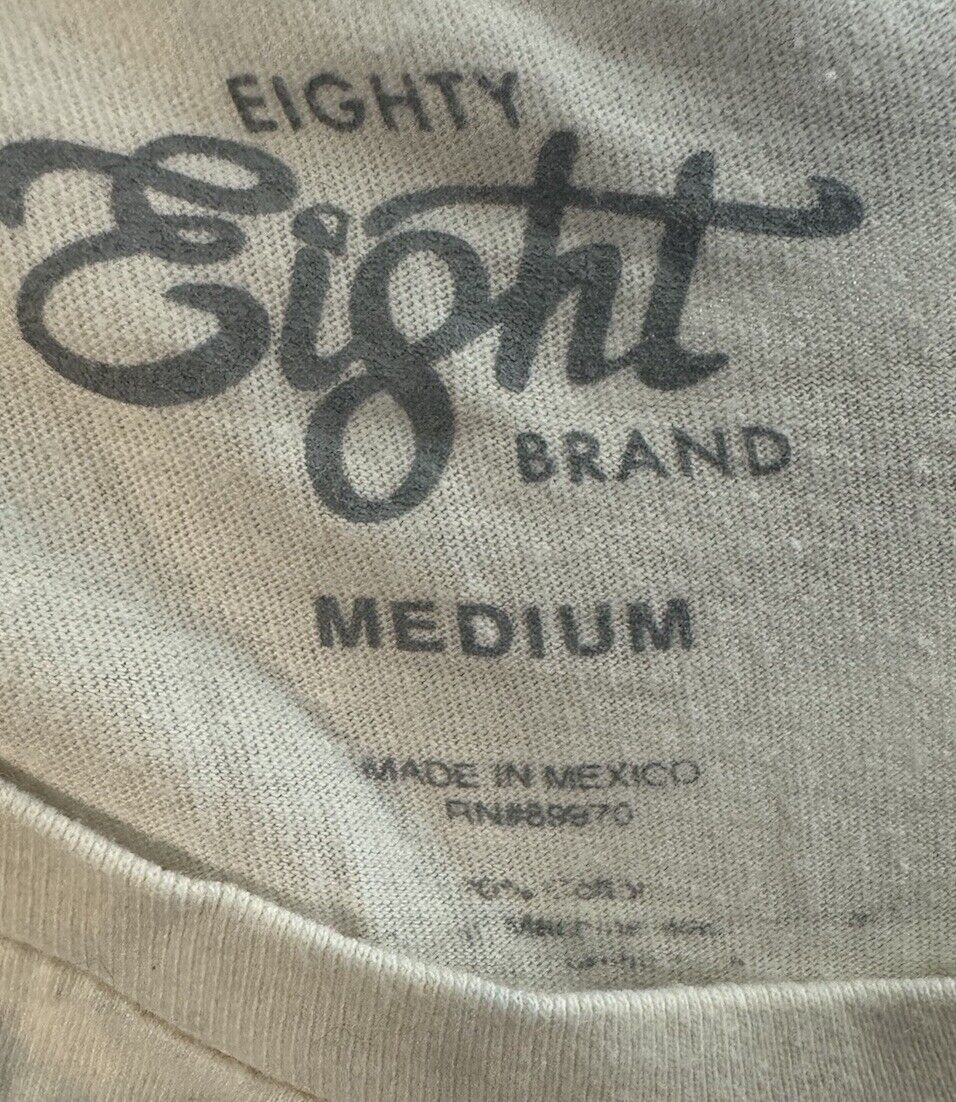 EIGHTY
Eight
BRAND
MEDIUM
MADE IN MEXICO
RN#89970